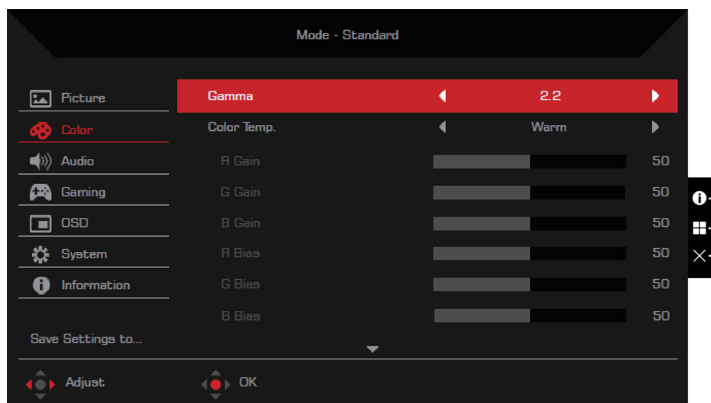 Mode - Standard
Picture
Color
Audio
Gaming
OSD
System
Information
Save Settings to...
Gamma 2.2
Color Temp. Warm
R Gain 50
G Gain 50
B Gain 50
R Bias 50
G Bias 50
B Bias 50
Adjust OK